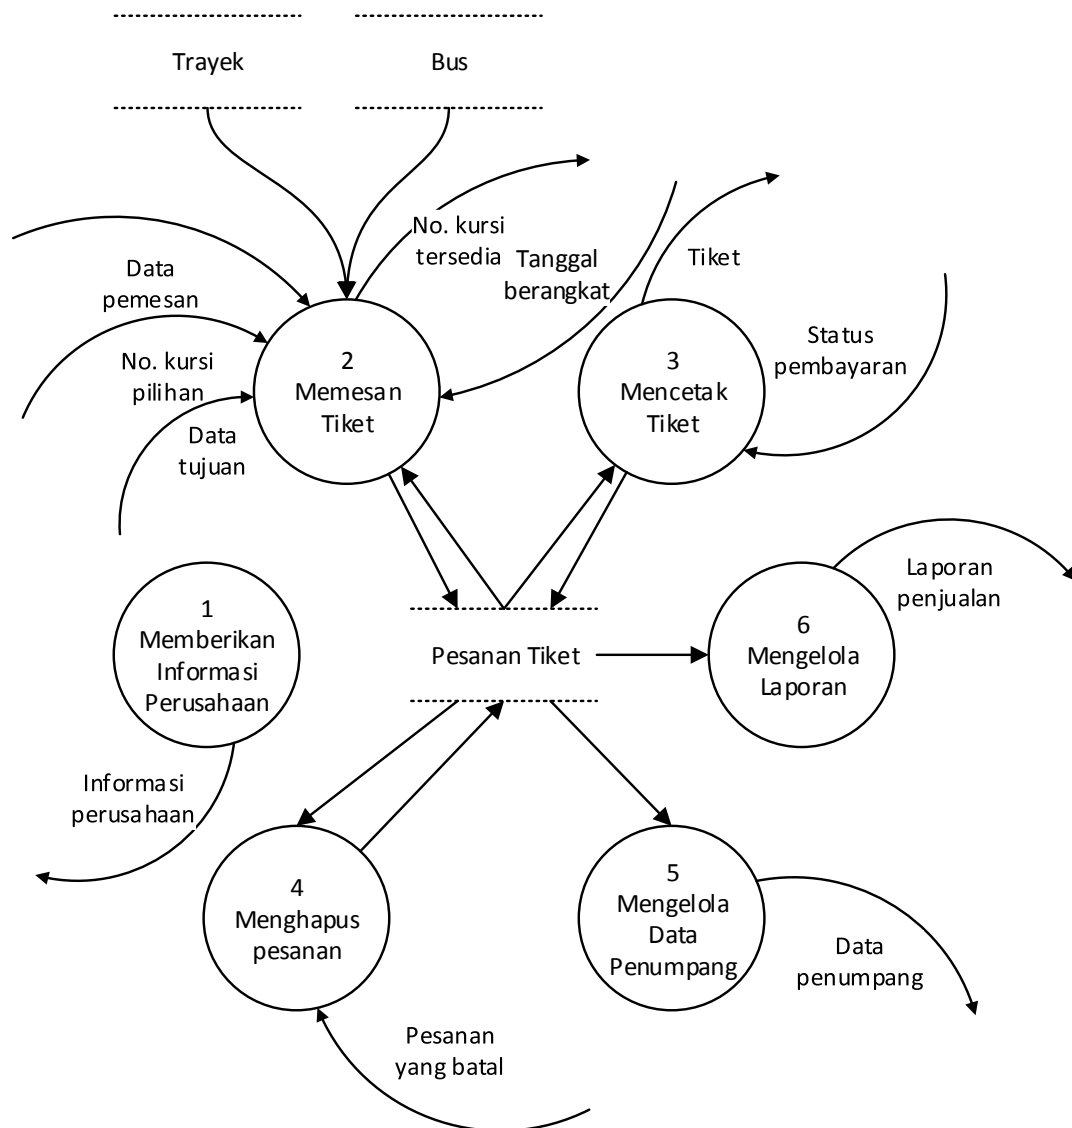 Trayek
Bus
No. kursi
tersedia
Tanggal
berangkat
Tiket
Data
pemesan
No. kursi
pilihan
Data
tujuan
2
Memesan
Tiket
3
Mencetak
Tiket
Status
pembayaran
1
Memberikan
Informasi
Perusahaan
Pesanan Tiket
6
Mengelola
Laporan
Laporan
penjualan
Informasi
perusahaan
4
Menghapus
pesanan
5
Mengelola
Data
Penumpang
Data
penumpang
Pesanan
yang batal